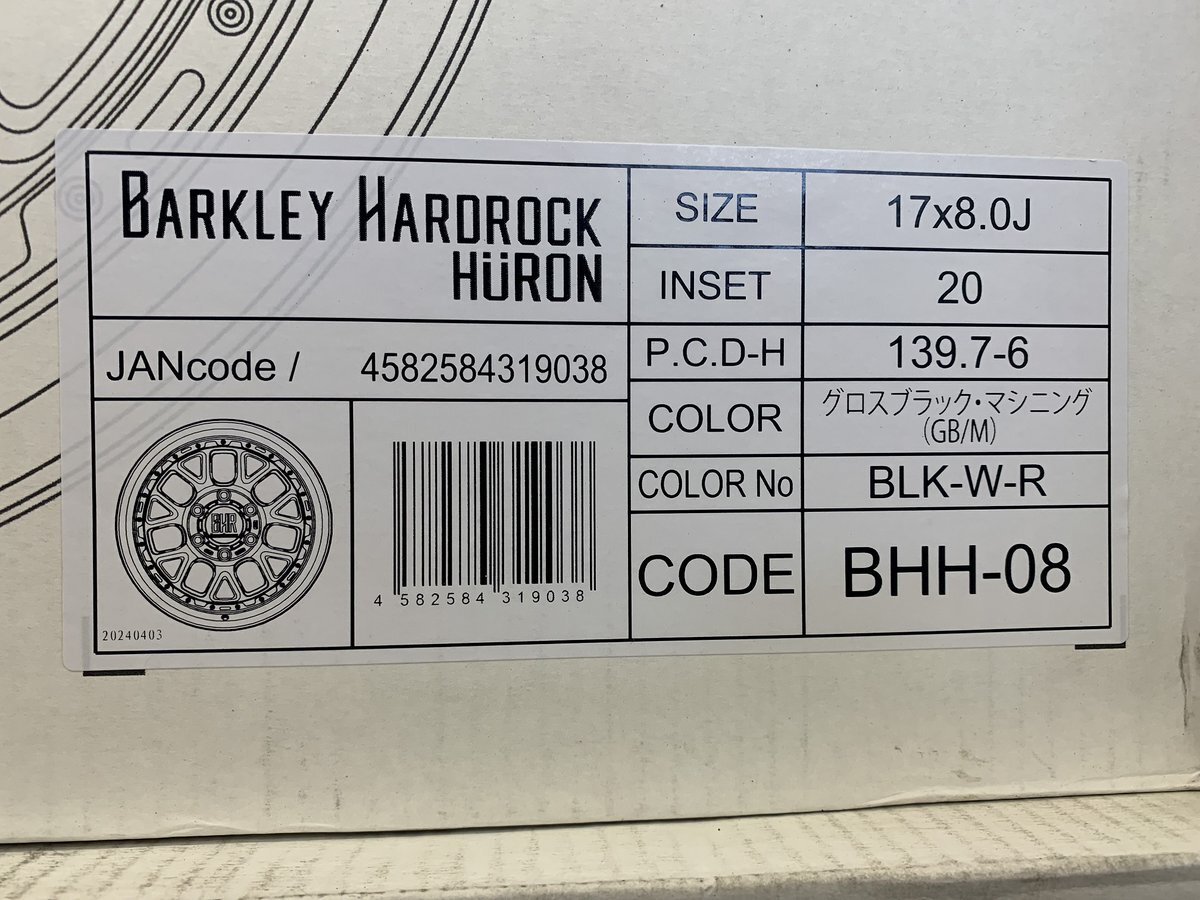 BARKLEY HARDROCK
HÜRON
JANcode / 4582584319038
BHR
20240403
4 582584 319038
SIZE 17x8.0J
INSET 20
P.C.D-H 139.7-6
COLOR グロスブラック・マシニング
(GB/M)
COLOR No BLK-W-R
CODE BHH-08